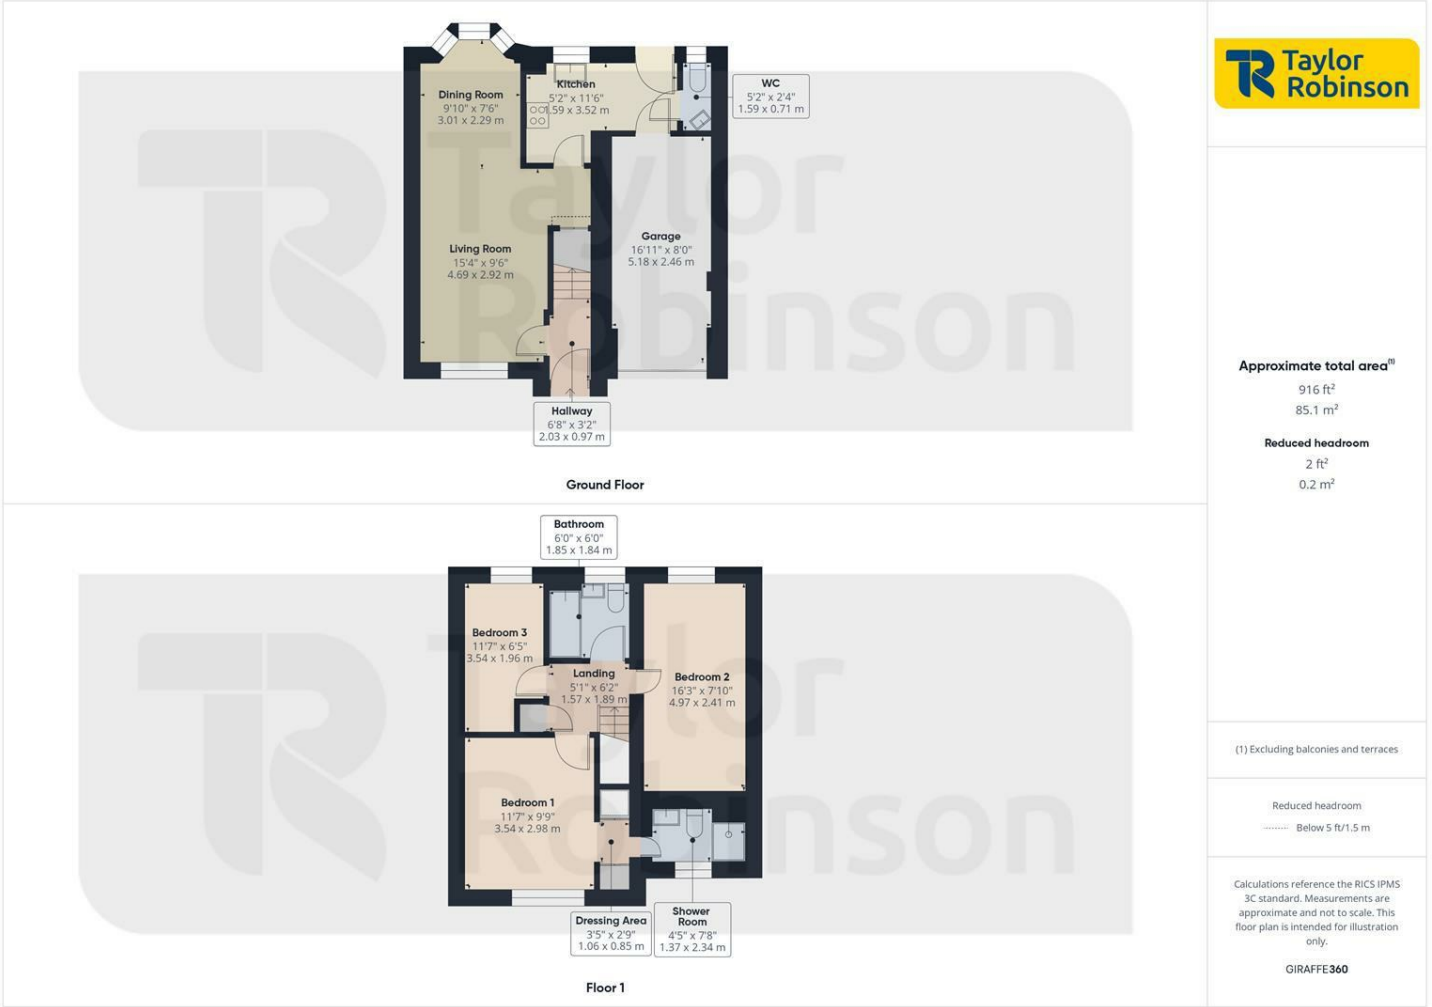 Taylor
Robinson
Dining Room
9'10" x 7'6"
3.01 x 2.29 m
Kitchen
5'2" x 11'6"
1.59 x 3.52 m
WC
5'2" x 2'4"
1.59 x 0.71 m
Living Room
15'4" x 9'6"
4.69 x 2.92 m
Garage
16'11" x 8'0"
5.18 x 2.46 m
Hallway
6'8" x 3'2"
2.03 x 0.97 m
Ground Floor
Taylor
Robinson
Bathroom
6'0" x 6'0"
1.85 x 1.84 m
Bedroom 3
11'7" x 6'5"
3.54 x 1.96 m
Landing
5'1" x 6'2"
1.57 x 1.89 m
Bedroom 2
16'3" x 7'10"
4.97 x 2.41 m
Bedroom 1
11'7" x 9'9"
3.54 x 2.98 m
Dressing Area
3'5" x 2'9"
1.06 x 0.85 m
Shower
Room
4'5" x 7'8"
1.37 x 2.34 m
Floor 1
Taylor
Robinson
Approximate total area(1)
916 ft²
85.1 m²
Reduced headroom
2 ft²
0.2 m²
(1) Excluding balconies and terraces
Reduced headroom
Below 5 ft/1.5 m
Calculations reference the RICS IPMS
3C standard. Measurements are
approximate and not to scale. This
floor plan is intended for illustration
only.
GIRAFFE360